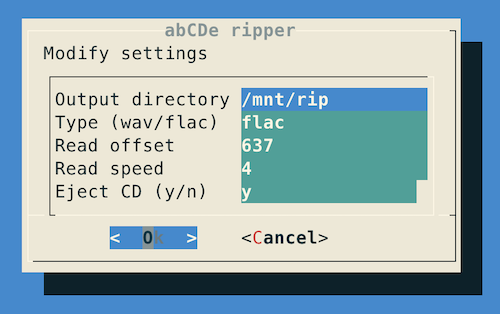 abCDe ripper
Modify settings
Output directory /mnt/rip
Type (wav/flac) flac
Read offset 637
Read speed 4
Eject CD (y/n) y
< Ok > <Cancel>